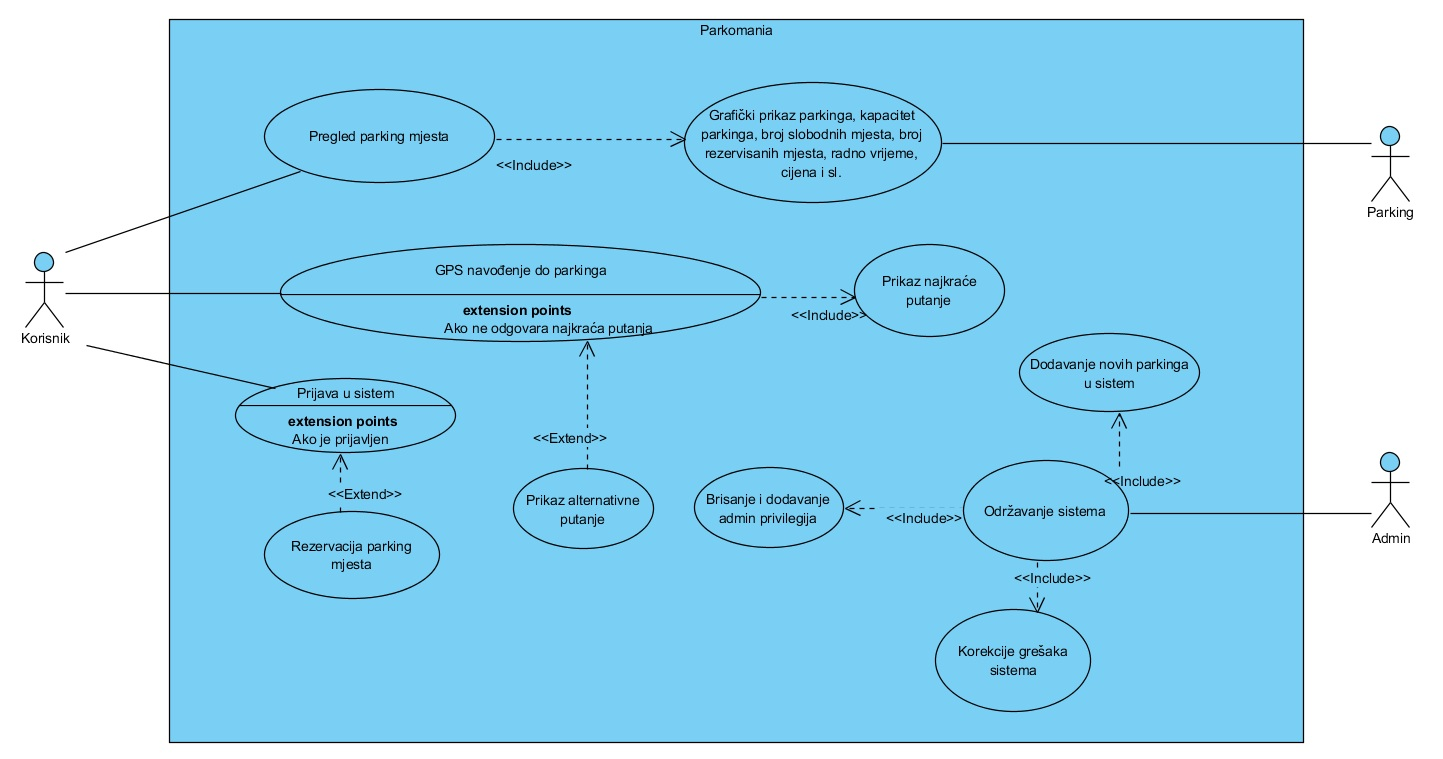 Parkomania
Pregled parking mjesta
<<Include>>
Grafički prikaz parkinga, kapacitet
parkinga, broj slobodnih mjesta, broj
rezervisanih mjesta, radno vrijeme,
cijena i sl.
Parking
Korisnik
GPS navođenje do parkinga
extension points
Ako ne odgovara najkraća putanja
<<Include>>
Prikaz najkraće
putanje
Prijava u sistem
extension points
Ako je prijavljen
<<Extend>>
Rezervacija parking
mjesta
<<Extend>>
Prikaz alternativne
putanje
Dodavanje novih parkinga
u sistem
<<Include>>
Brisanje i dodavanje
admin privilegija
<<Include>>
Održavanje sistema
Admin
<<Include>>
Korekcije grešaka
sistema